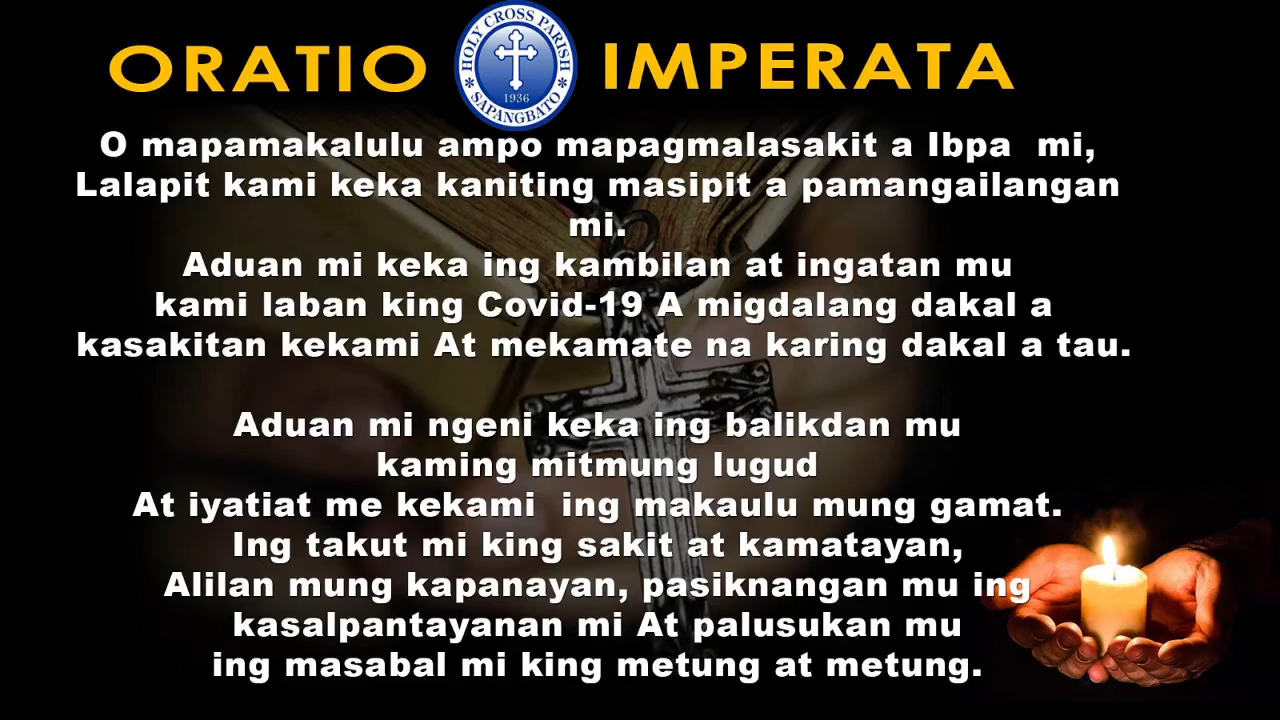 ORATIO IMPERATA
HOLY CROSS PARISH
1936
SAPANGBATO
O mapamakalulu ampo mapagmalasakit a Ibpa mi,
Lalapit kami keka kaniting masipit a pamangailangan
mi.
Aduan mi keka ing kambilan at ingatan mu
kami laban king Covid-19 A migdalang dakal a
kasakitan kekami At mekamate na karing dakal a tau.
Aduan mi ngeni keka ing balikdan mu
kaming mitmung lugud
At iyatiat me kekami ing makaulu mung gamat.
Ing takut mi king sakit at kamatayan,
Alilan mung kapanayan, pasiknangan mu ing
kasalpantayanan mi At palusukan mu
ing masabal mi king metung at metung.